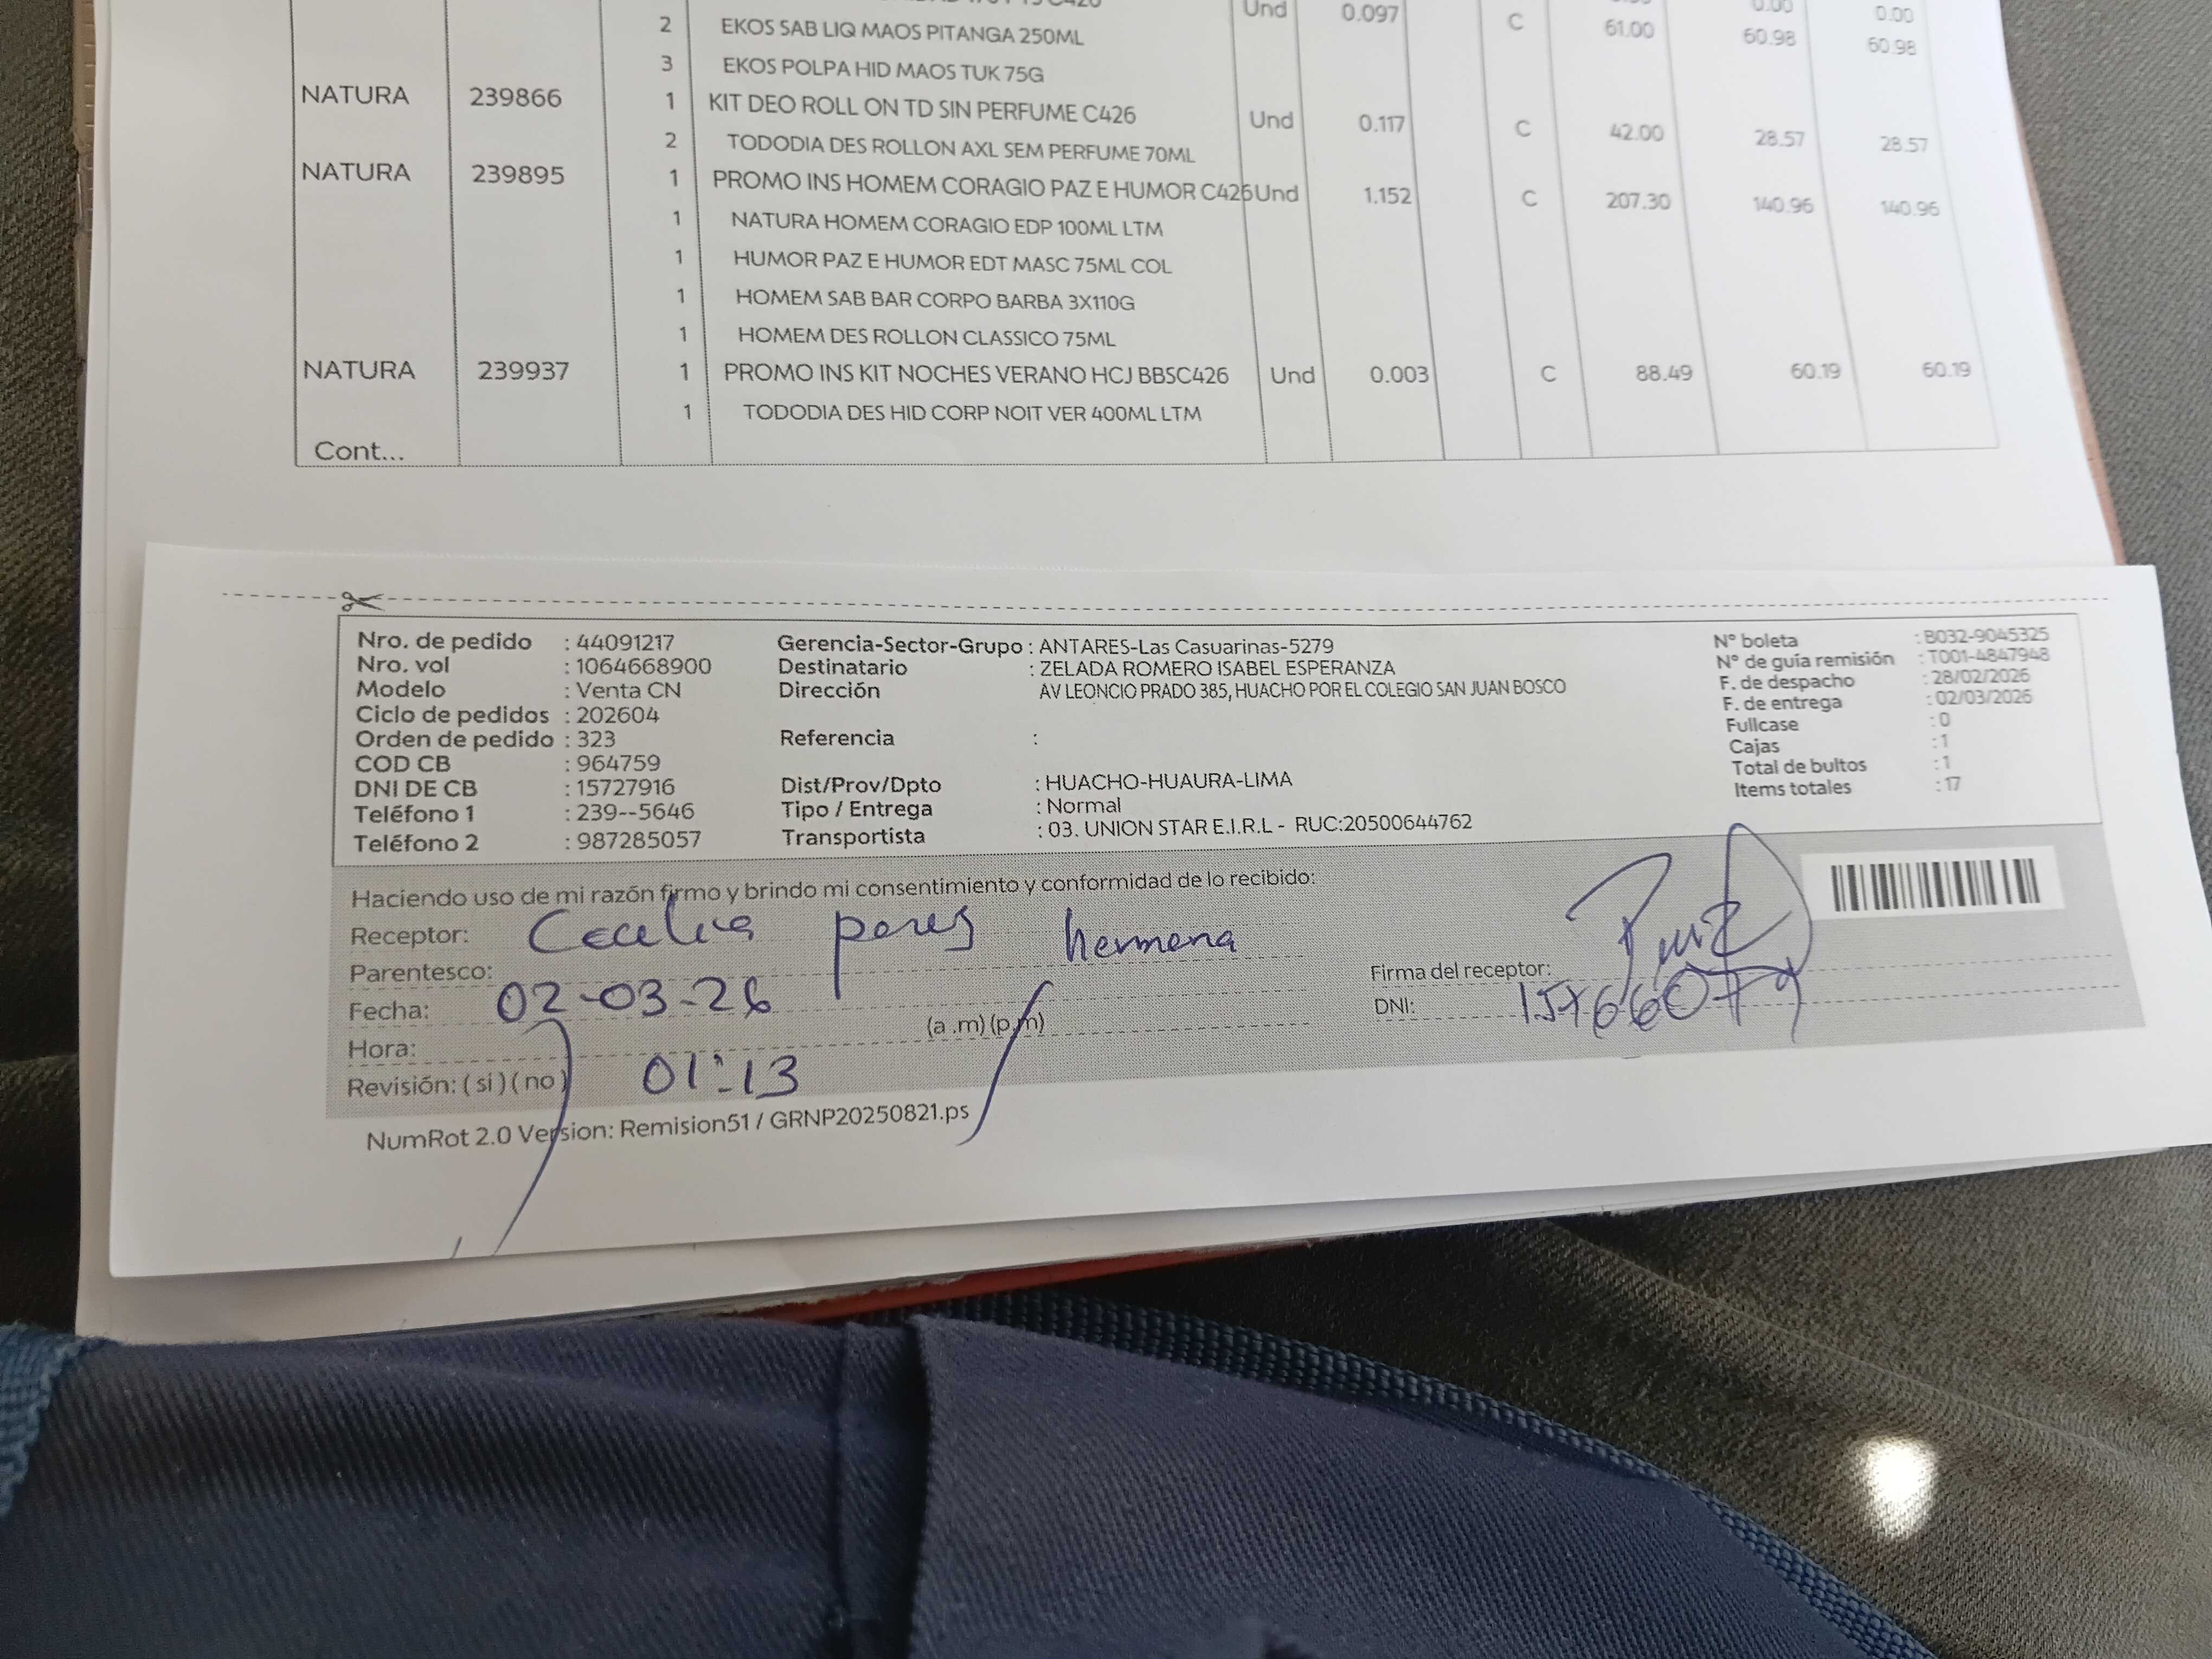 Und 0.097 0.00 0.00
2 EKOS SAB LIQ MAOS PITANGA 250ML C 61.00 60.98 60.98
3 EKOS POLPA HID MAOS TUK 75G
NATURA 239866 1 KIT DEO ROLL ON TD SIN PERFUME C426 Und 0.117 C 42.00 28.57 28.57
2 TODODIA DES ROLLON AXL SEM PERFUME 70ML
NATURA 239895 1 PROMO INS HOMEM CORAGIO PAZ E HUMOR C426 Und 1.152 C 207.30 140.96 140.96
1 NATURA HOMEM CORAGIO EDP 100ML LTM
1 HUMOR PAZ E HUMOR EDT MASC 75ML COL
1 HOMEM SAB BAR CORPO BARBA 3X110G
1 HOMEM DES ROLLON CLASSICO 75ML
NATURA 239937 1 PROMO INS KIT NOCHES VERANO HCJ BBSC426 Und 0.003 C 88.49 60.19 60.19
1 TODODIA DES HID CORP NOIT VER 400ML LTM
Cont...
Nro. de pedido : 44091217 Gerencia-Sector-Grupo : ANTARES-Las Casuarinas-5279 N° boleta : B032-9045325
Nro. vol : 1064668900 Destinatario : ZELADA ROMERO ISABEL ESPERANZA N° de guía remisión : T001-4847948
Modelo : Venta CN Dirección AV LEONCIO PRADO 385, HUACHO POR EL COLEGIO SAN JUAN BOSCO F. de despacho : 28/02/2026
Ciclo de pedidos : 202604 F. de entrega : 02/03/2026
Orden de pedido : 323 Referencia : Fullcase : 0
COD CB : 964759 Cajas : 1
DNI DE CB : 15727916 Dist/Prov/Dpto : HUACHO-HUAURA-LIMA Total de bultos : 1
Teléfono 1 : 239--5646 Tipo / Entrega : Normal Items totales : 17
Teléfono 2 : 987285057 Transportista : 03. UNION STAR E.I.R.L - RUC:20500644762
Haciendo uso de mi razón firmo y brindo mi consentimiento y conformidad de lo recibido:
Receptor: Cecelia peres hermena
Parentesco: Firma del receptor:
Fecha: 02-03-26 DNI:
Hora: (a .m) (p.m)
Revisión: ( si ) ( no ) 01:13
NumRot 2.0 Version: Remision51 / GRNP20250821.ps